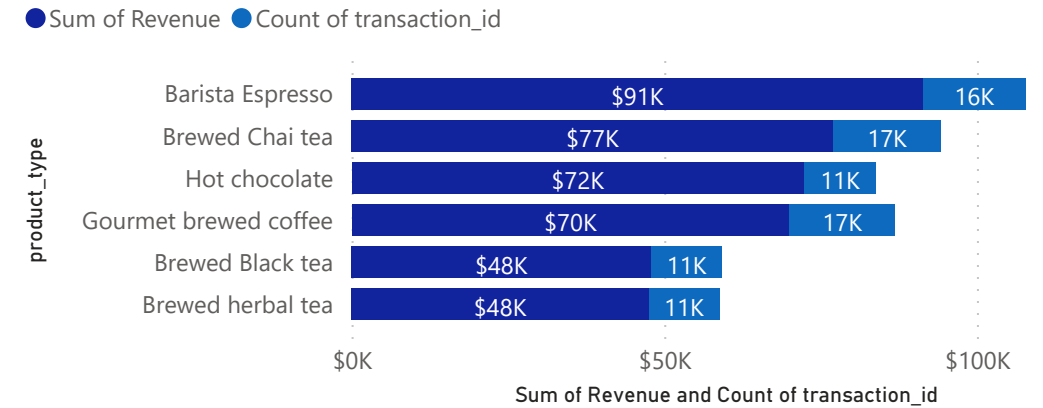 Sum of Revenue Count of transaction_id
Barista Espresso $91K 16K
Brewed Chai tea $77K 17K
Hot chocolate $72K 11K
Gourmet brewed coffee $70K 17K
Brewed Black tea $48K 11K
Brewed herbal tea $48K 11K
product_type
$0K $50K $100K
Sum of Revenue and Count of transaction_id